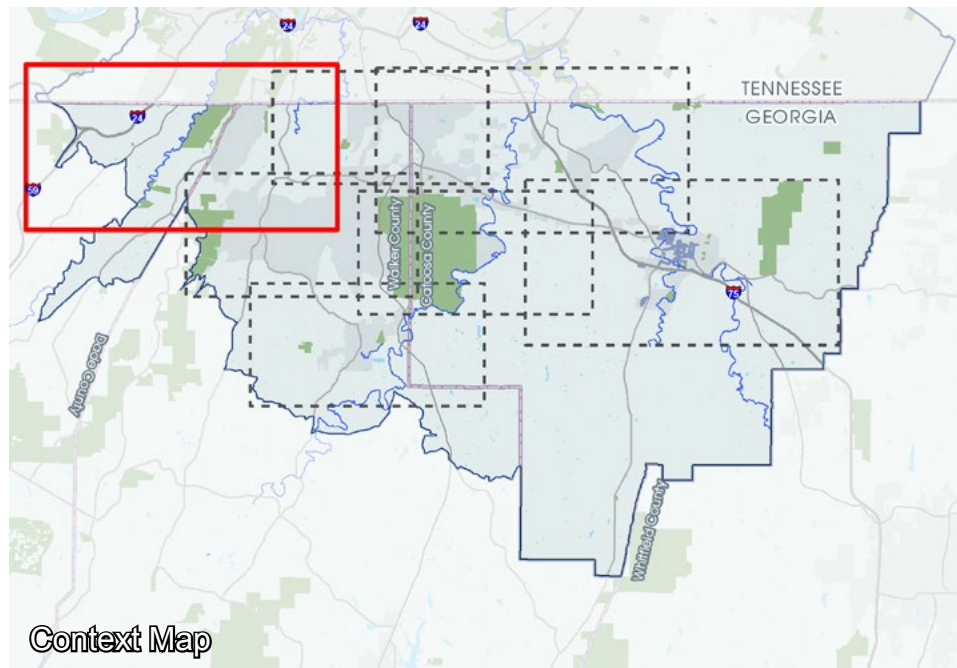 24
24
TENNESSEE
GEORGIA
24
59
Walker County
Catoosa County
75
Dade County
Whitfield County
Context Map